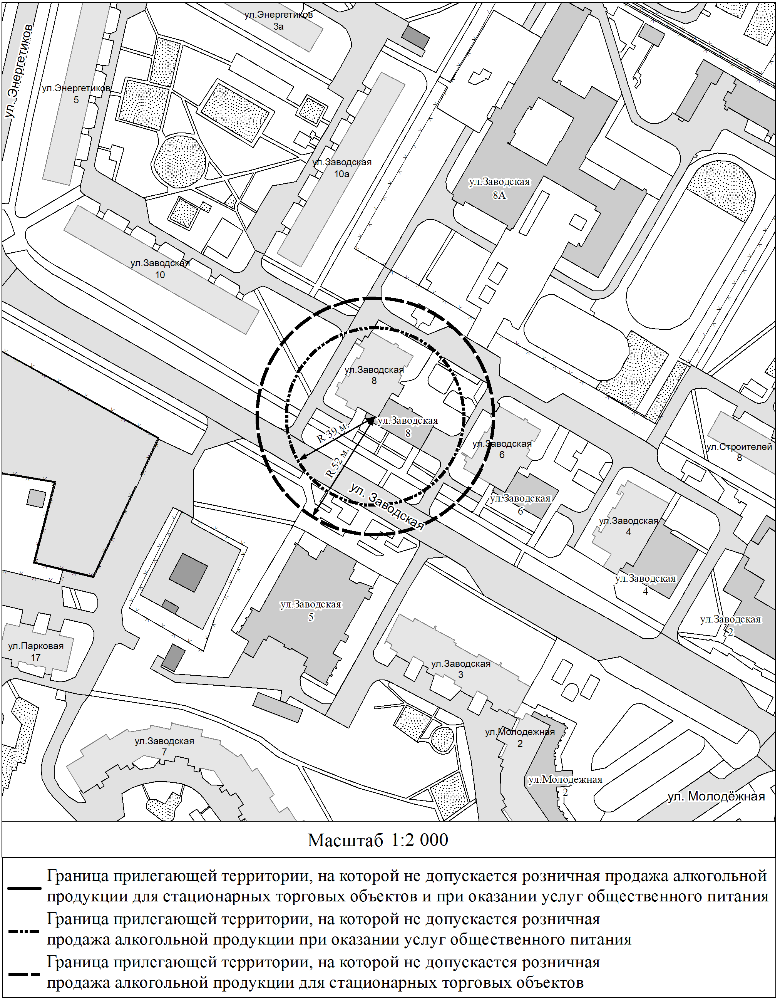 ул.Энергетиков
3а
ул. Энергетиков
ул.Энергетиков
5
ул.Заводская
10а
ул.Заводская
8А
ул.Заводская
10
ул.Заводская
8
ул.Заводская
8
R 39 м.
R 52 м.
ул.Заводская
6
ул.Строителей
8
ул. Заводская
ул.Заводская
6
ул.Заводская
4
ул.Заводская
4
ул.Заводская
5
ул.Заводская
2
ул.Парковая
17
ул.Заводская
3
ул.Заводская
7
ул.Молодежная
2
ул.Молодежная
2
ул. Молодёжная
Масштаб 1:2 000
Граница прилегающей территории, на которой не допускается розничная продажа алкогольной
продукции для стационарных торговых объектов и при оказании услуг общественного питания
Граница прилегающей территории, на которой не допускается розничная
продажа алкогольной продукции при оказании услуг общественного питания
Граница прилегающей территории, на которой не допускается розничная
продажа алкогольной продукции для стационарных торговых объектов